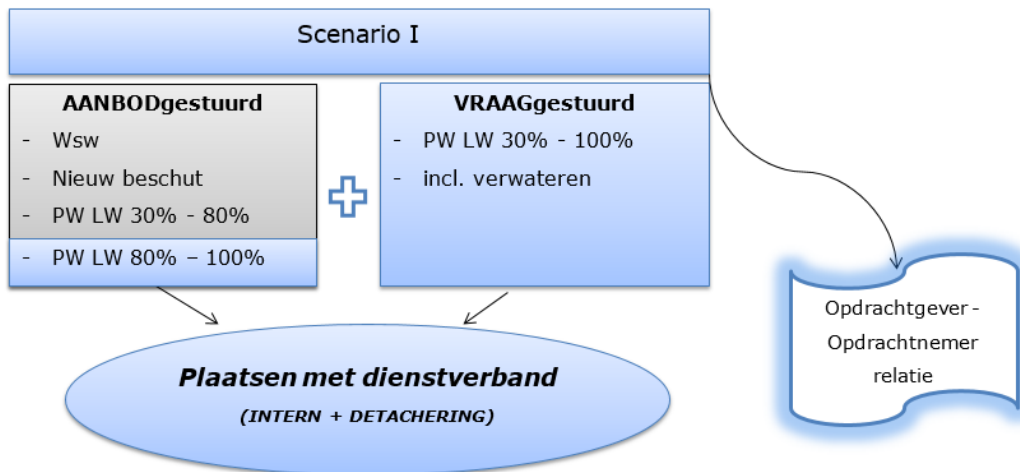 Scenario I
AANBODgestuurd
- Wsw
- Nieuw beschut
- PW LW 30% - 80%
- PW LW 80% – 100%
VRAAGgestuurd
- PW LW 30% - 100%
- incl. verwateren
Plaatsen met dienstverband
(INTERN + DETACHERING)
Opdrachtgever -
Opdrachtnemer
relatie